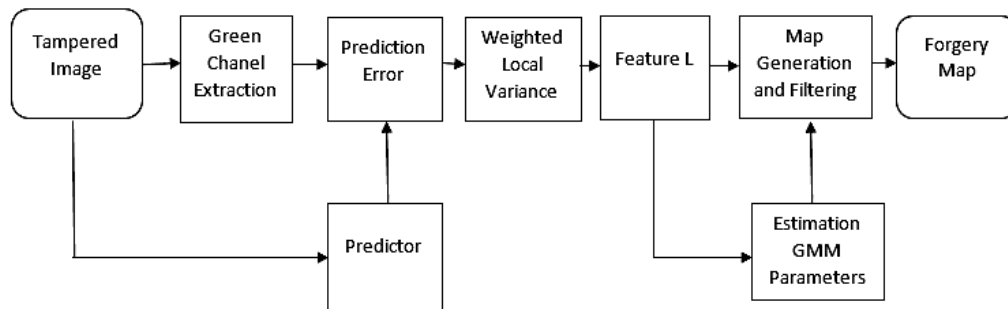 Tampered
Image
Green
Chanel
Extraction
Prediction
Error
Weighted
Local
Variance
Feature L
Map
Generation
and Filtering
Forgery
Map
Predictor
Estimation
GMM
Parameters